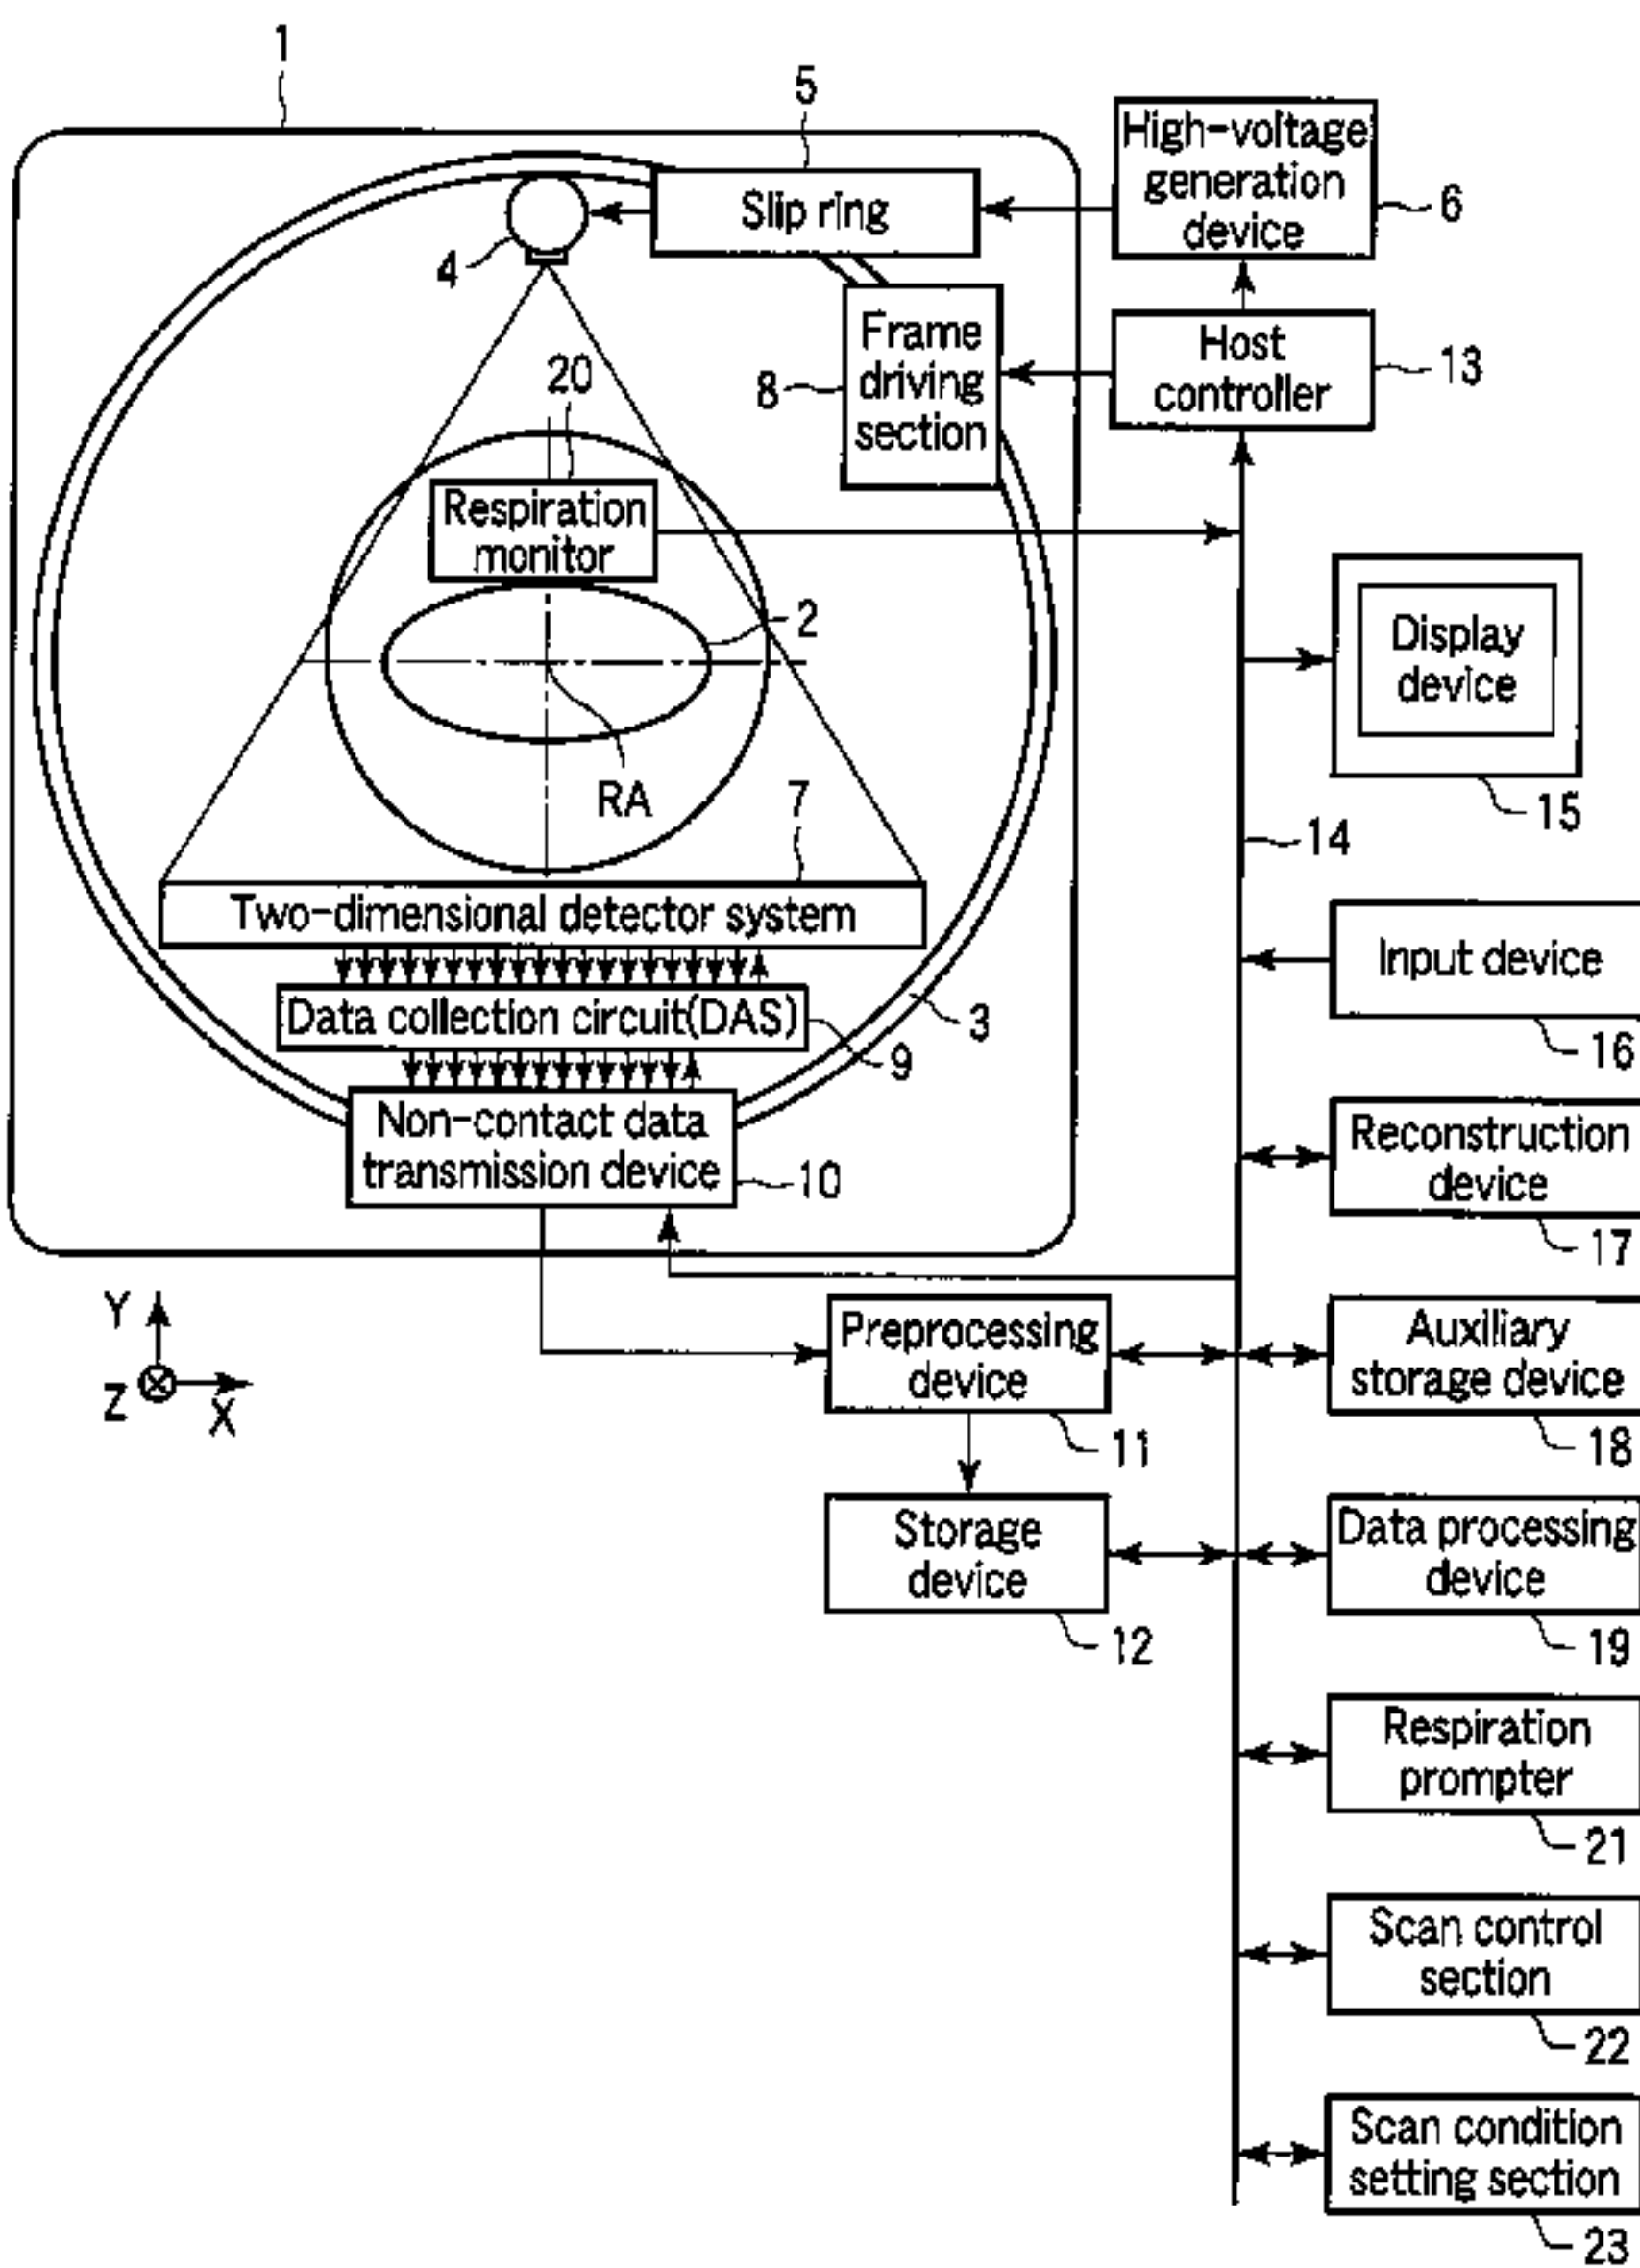 1
5
High-voltage
generation
device
6
Slip ring
4
Frame
driving
section
8
Host
controller
13
20
Respiration
monitor
2
Display
device
15
RA
7
14
Two-dimensional detector system
Input device
16
Data collection circuit(DAS)
3
9
Non-contact data
transmission device
10
Reconstruction
device
17
Y
Z
X
Preprocessing
device
11
Auxiliary
storage device
18
Storage
device
12
Data processing
device
19
Respiration
prompter
21
Scan control
section
22
Scan condition
setting section
23